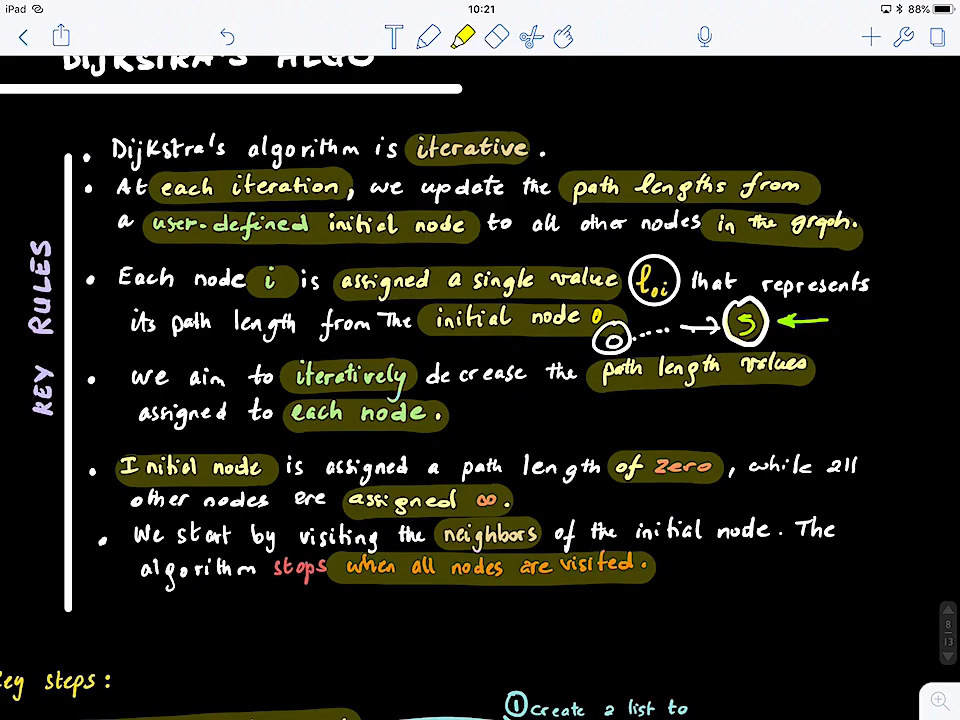 iPad 10:21 88%
DIJKSTRA'S ALGO
KEY RULES
• Dijkstra's algorithm is iterative.
• At each iteration, we update the path lengths from
a user-defined initial node to all other nodes in the graph.
• Each node i is assigned a single value l0i that represents
its path length from the initial node 0
0 .... → 5 ←
• We aim to iteratively decrease the path length values
assigned to each node.
• Initial node is assigned a path length of zero, while all
other nodes are assigned ∞.
• We start by visiting the neighbors of the initial node. The
algorithm stops when all nodes are visited.
8
13
Key steps:
① Create a list to